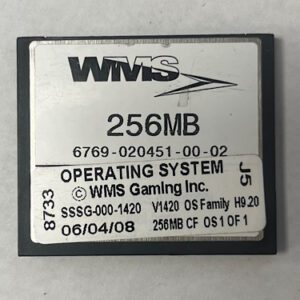 WMS
256MB
6769-020451-00-02
OPERATING SYSTEM
© WMS Gaming Inc.
SSSG-000-1420 V1420 OS Family H9.20
06/04/08 256MB CF OS 1 OF 1
8733
J5